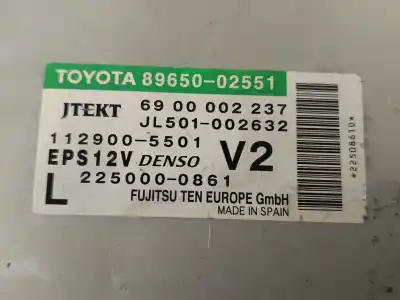 TOYOTA 89650-02551
JTEKT 69 00 002 237
JL501-002632
112900-5501
EPS12V DENSO V2
L 225000-0861
FUJITSU TEN EUROPE GmbH
MADE IN SPAIN
*22508610*